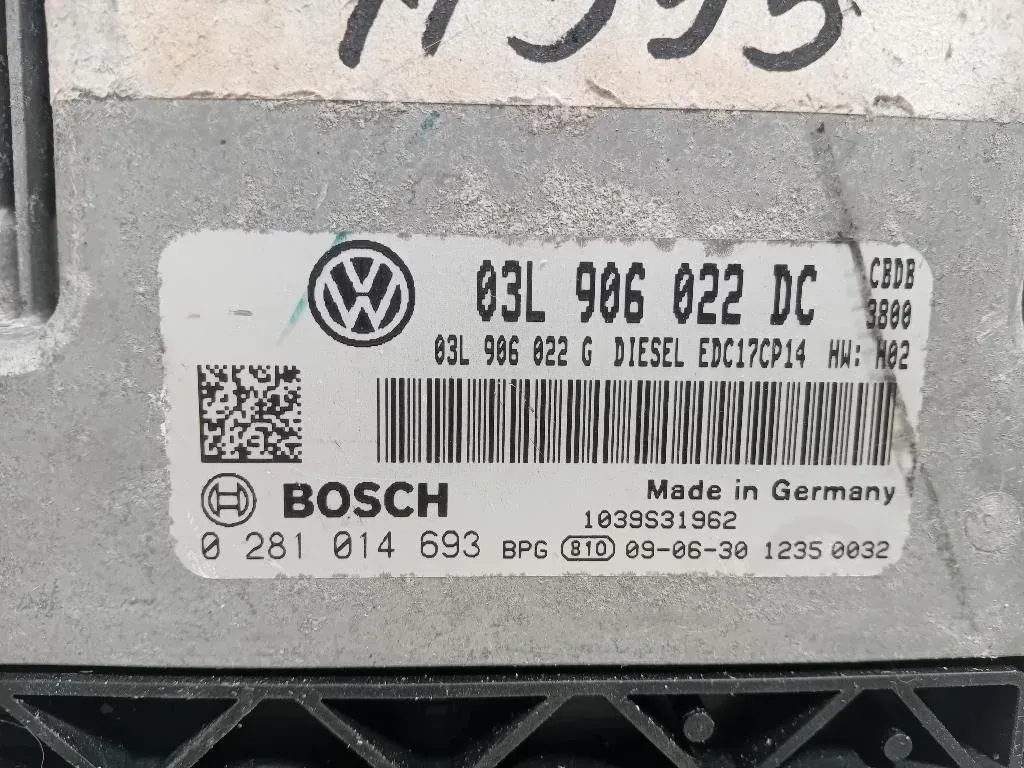 03L 906 022 DC
CBDB
3800
03L 906 022 G DIESEL EDC17CP14 HW: H02
BOSCH
Made in Germany
1039S31962
0 281 014 693 BPG 810 09-06-30 1235 0032